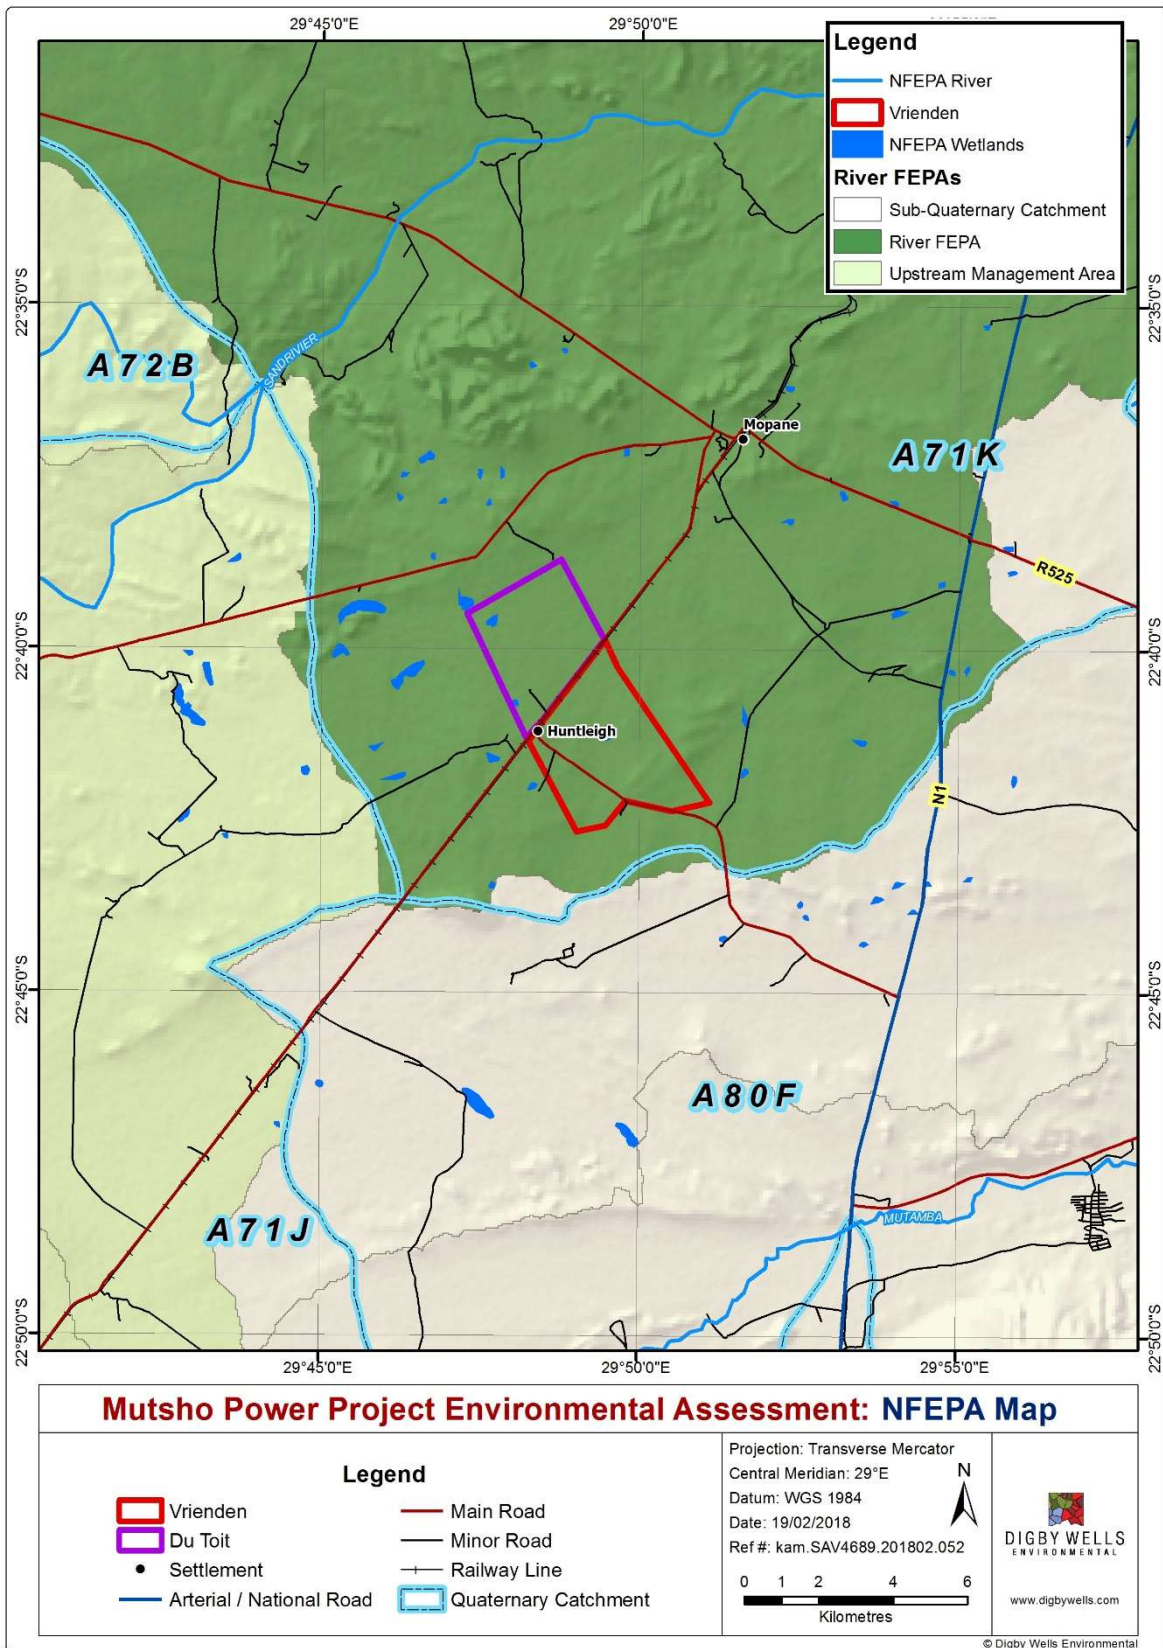 29°45'0"E
29°50'0"E
Legend
NFEPA River
Vrienden
NFEPA Wetlands
River FEPAs
Sub-Quaternary Catchment
River FEPA
Upstream Management Area
22°35'0"S
22°35'0"S
A72B
SANDRIVIER
Mopane
A71K
R525
22°40'0"S
22°40'0"S
Huntleigh
N1
22°45'0"S
22°45'0"S
A80F
A71J
MUTAMBA
22°50'0"S
22°50'0"S
29°45'0"E
29°50'0"E
29°55'0"E
Mutsho Power Project Environmental Assessment: NFEPA Map
Legend
Vrienden
Du Toit
Settlement
Arterial / National Road
Main Road
Minor Road
Railway Line
Quaternary Catchment
Projection: Transverse Mercator
Central Meridian: 29°E
Datum: WGS 1984
Date: 19/02/2018
Ref #: kam.SAV4689.201802.052
N
0 1 2 4 6
Kilometres
DIGBY WELLS
ENVIRONMENTAL
www.digbywells.com
© Digby Wells Environmental